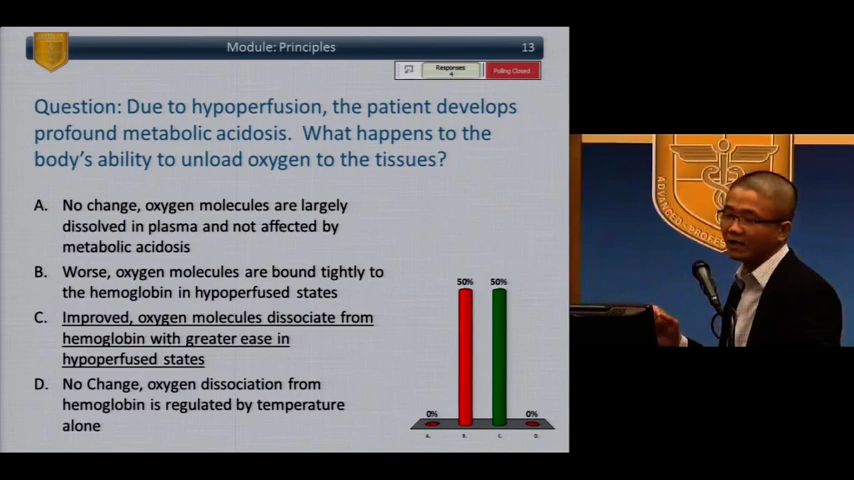 Module: Principles
13
Responses
4
Polling Closed
Question: Due to hypoperfusion, the patient develops
profound metabolic acidosis. What happens to the
body's ability to unload oxygen to the tissues?
A. No change, oxygen molecules are largely
dissolved in plasma and not affected by
metabolic acidosis
B. Worse, oxygen molecules are bound tightly to
the hemoglobin in hypoperfused states
C. Improved, oxygen molecules dissociate from
hemoglobin with greater ease in
hypoperfused states
D. No Change, oxygen dissociation from
hemoglobin is regulated by temperature
alone
0%
50%
50%
0%
A.
B.
C.
D.
ADVANCED PROFES